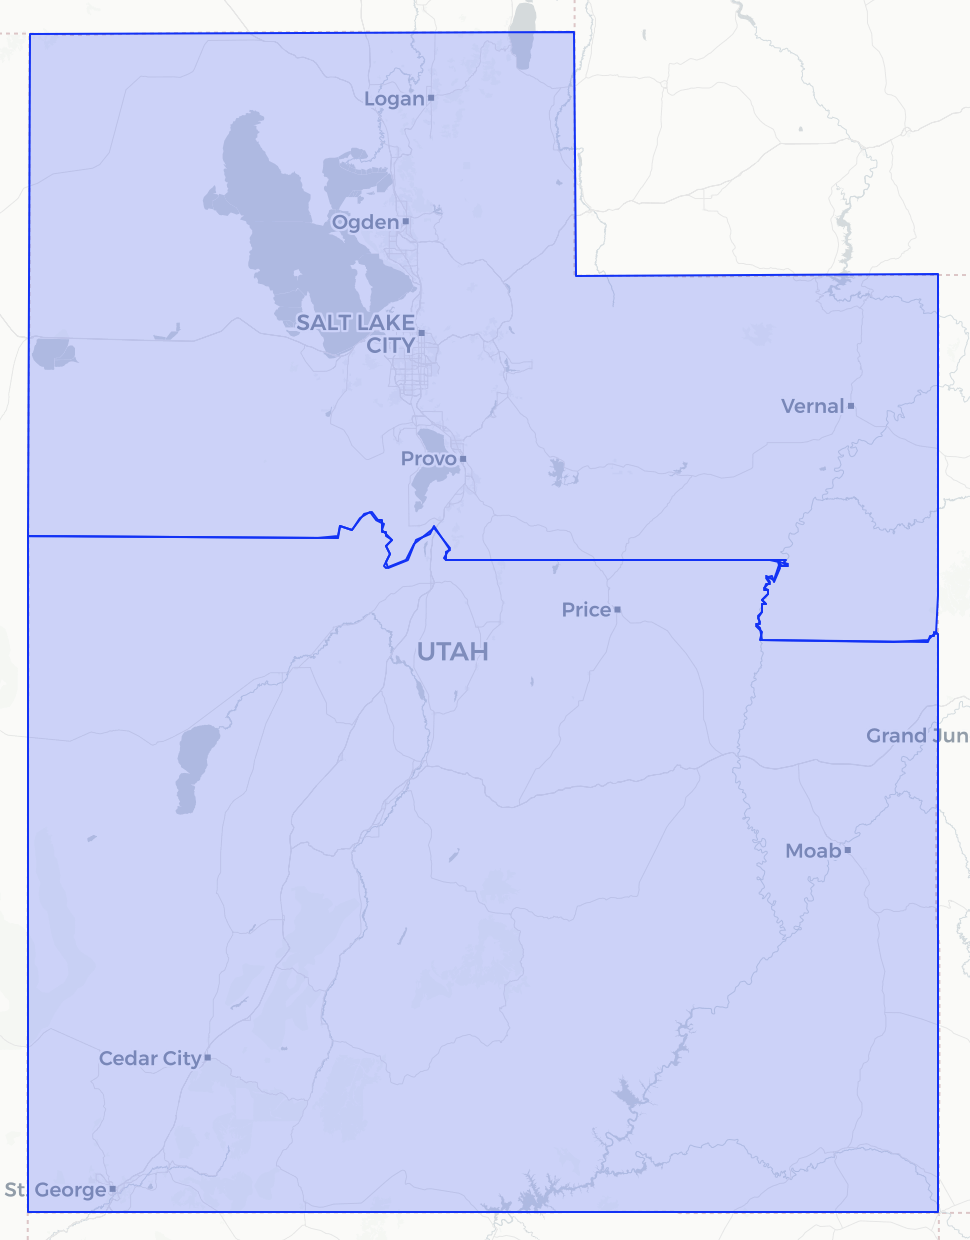 Logan
Ogden
SALT LAKE
CITY
Vernal
Provo
Price
UTAH
Grand Jun
Moab
Cedar City
St. George